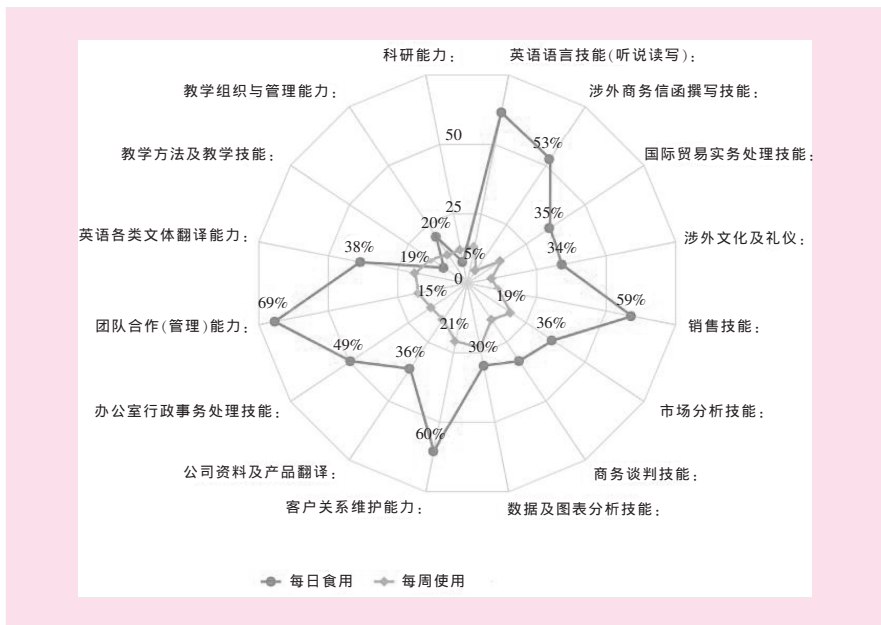 科研能力：
英语语言技能(听说读写)：
教学组织与管理能力：
涉外商务信函撰写技能：
50
53%
教学方法及教学技能：
国际贸易实务处理技能：
25
35%
20%
英语各类文体翻译能力：
涉外文化及礼仪：
38%
19%
5%
34%
0
69%
15%
19%
59%
团队合作(管理)能力：
销售技能：
21%
36%
49%
36%
30%
办公室行政事务处理技能：
市场分析技能：
60%
公司资料及产品翻译：
商务谈判技能：
客户关系维护能力：
数据及图表分析技能：
每日食用
每周使用